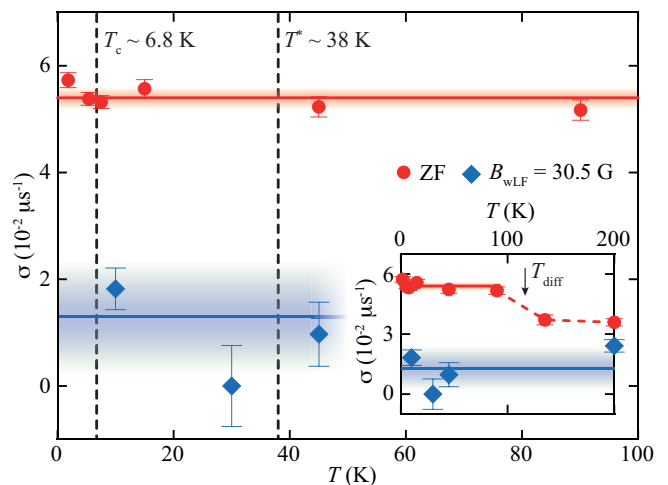 T_c ~ 6.8 K
T^* ~ 38 K
6
4
2
0
σ (10⁻² μs⁻¹)
ZF
B_wLF = 30.5 G
T (K)
0
100
200
T_diff
6
3
0
σ (10⁻² μs⁻¹)
0
20
40
60
80
100
T (K)